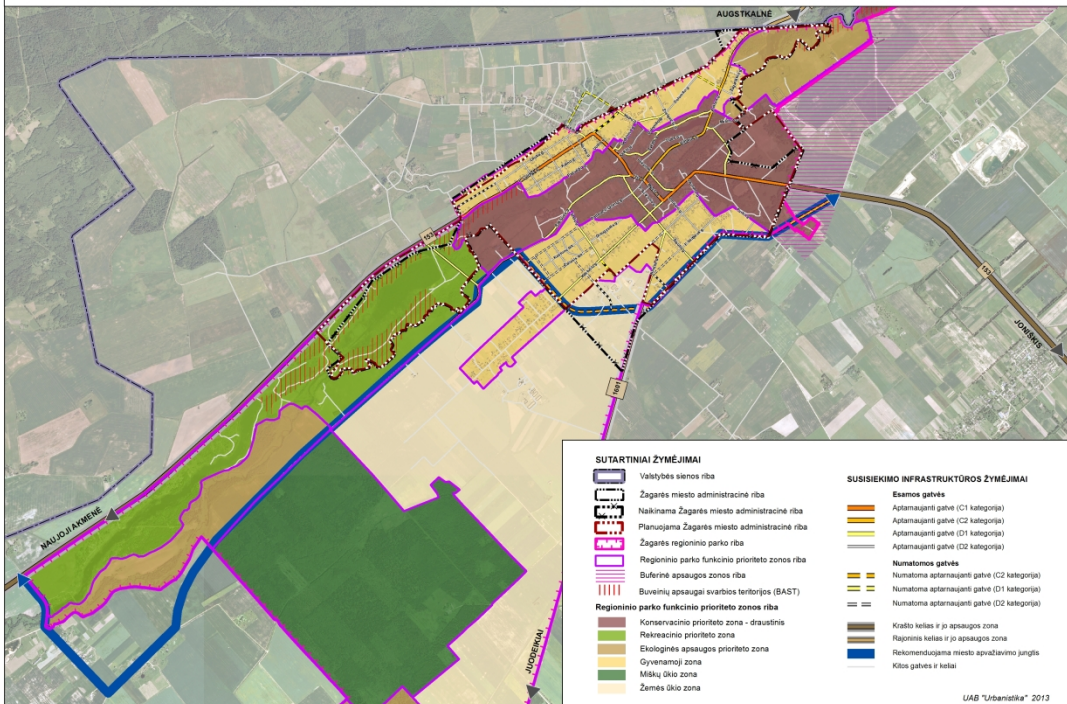 AUGSTKALNĖ
153
153
JONIŠKIS
1601
NAUJOJI AKMENĖ
JUODEIKIAI
SUTARTINIAI ŽYMĖJIMAI
Valstybės sienos riba
Žagarės miesto administracinė riba
Naikinama Žagarės miesto administracinė riba
Planuojama Žagarės miesto administracinė riba
Žagarės regioninio parko riba
Regioninio parko funkcinio prioriteto zonos riba
Buferinė apsaugos zonos riba
Buveinių apsaugai svarbios teritorijos (BAST)
Regioninio parko funkcinio prioriteto zonos riba
Konservacinio prioriteto zona - draustinis
Rekreacinio prioriteto zona
Ekologinės apsaugos prioriteto zona
Gyvenamoji zona
Miškų ūkio zona
Žemės ūkio zona
SUSISIEKIMO INFRASTRUKTŪROS ŽYMĖJIMAI
Esamos gatvės
Aptarnaujanti gatvė (C1 kategorija)
Aptarnaujanti gatvė (C2 kategorija)
Aptarnaujanti gatvė (D1 kategorija)
Aptarnaujanti gatvė (D2 kategorija)
Numatomos gatvės
Numatoma aptarnaujanti gatvė (C2 kategorija)
Numatoma aptarnaujanti gatvė (D1 kategorija)
Numatoma aptarnaujanti gatvė (D2 kategorija)
Krašto kelias ir jo apsaugos zona
Rajoninis kelias ir jo apsaugos zona
Rekomenduojama miesto apvažiavimo jungtis
Kitos gatvės ir keliai
UAB "Urbanistika" 2013